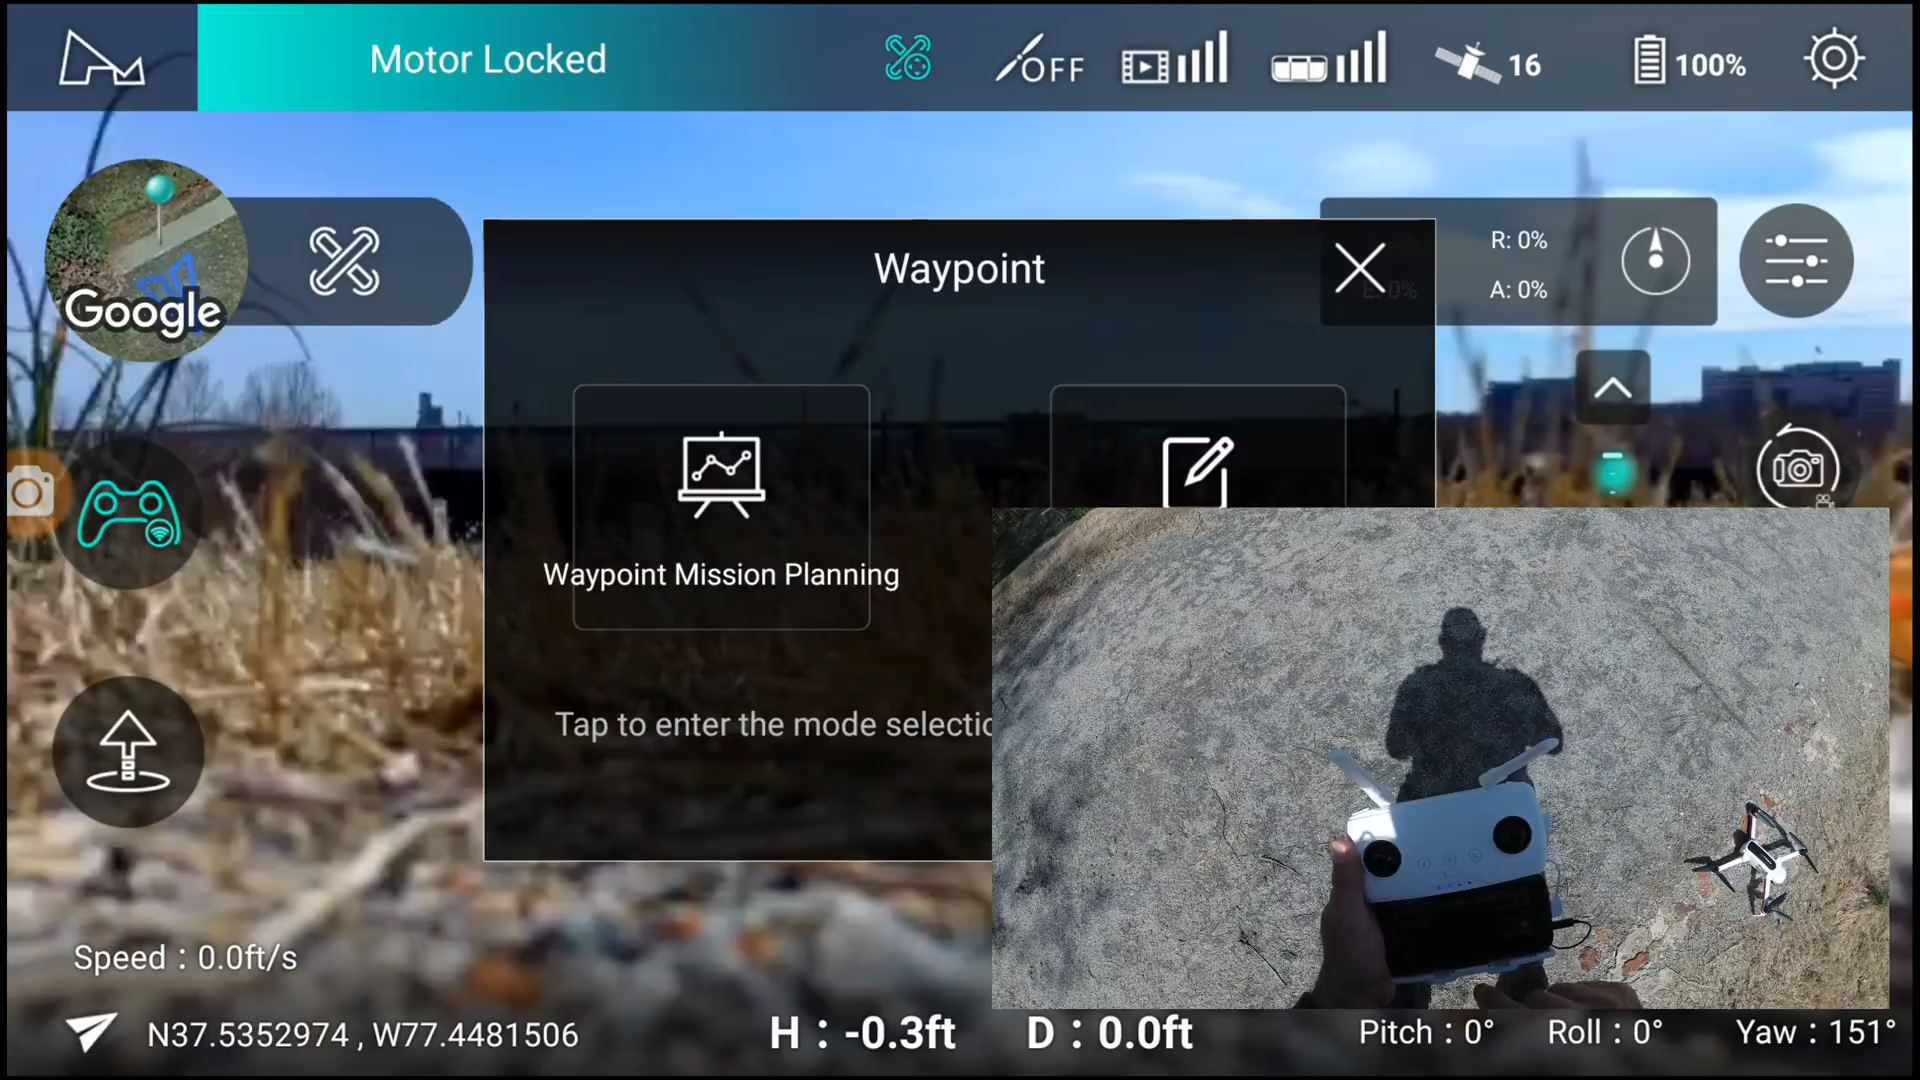 Motor Locked
OFF
16
100%
Google
Waypoint
R: 0%
E: 0%
A: 0%
Waypoint Mission Planning
Tap to enter the mode selectio
Speed : 0.0ft/s
N37.5352974 , W77.4481506
H : -0.3ft
D : 0.0ft
Pitch : 0°
Roll : 0°
Yaw : 151°